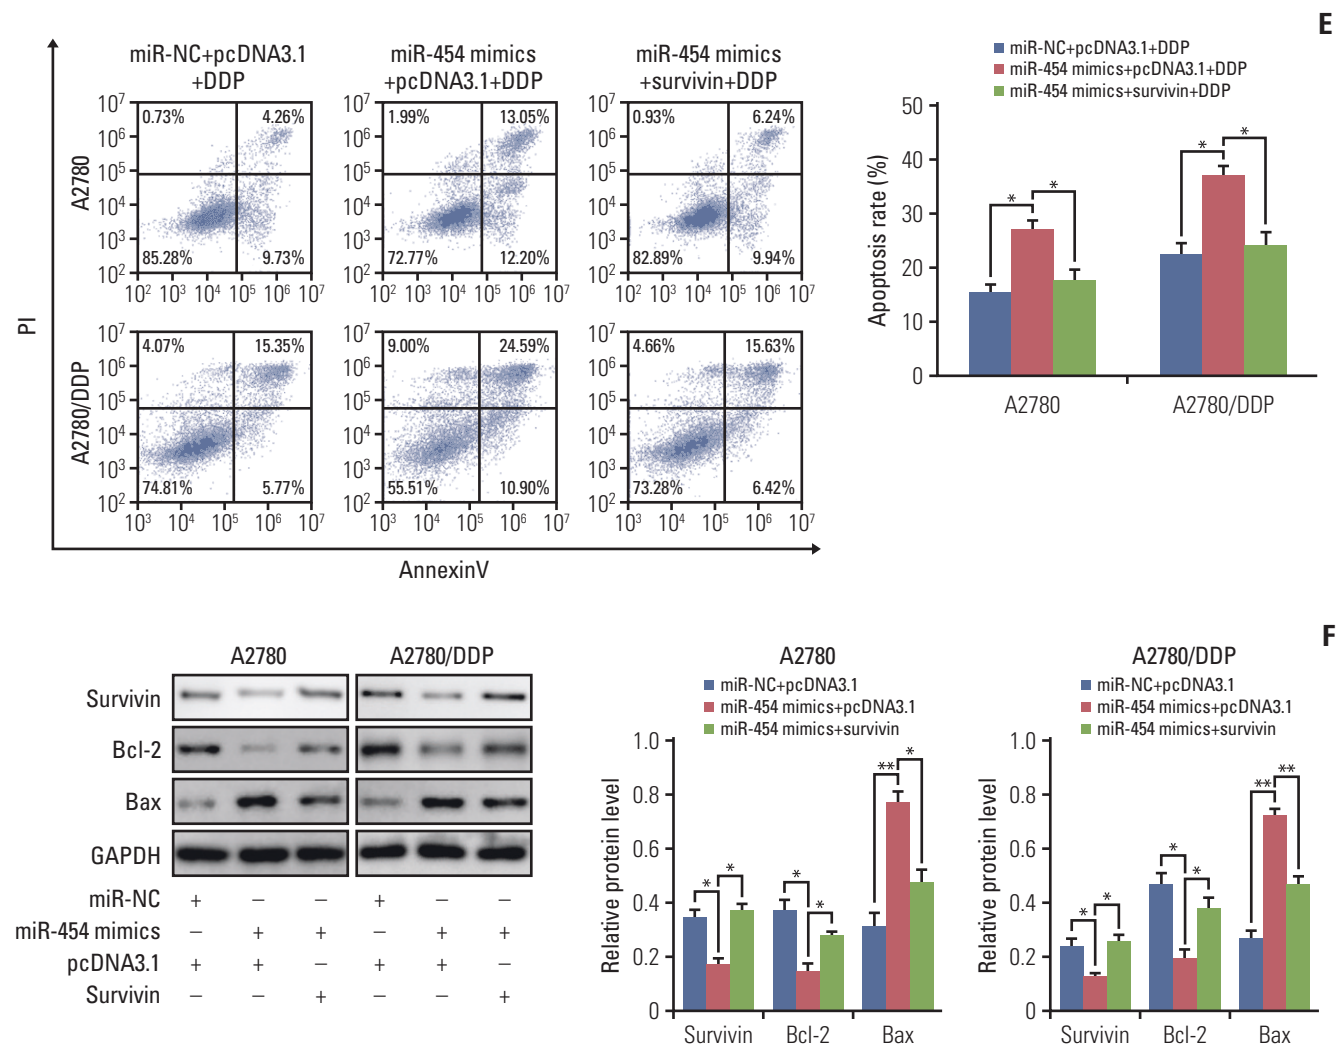 E
miR-NC+pcDNA3.1
+DDP
miR-454 mimics
+pcDNA3.1+DDP
miR-454 mimics
+survivin+DDP
PI
A2780
10⁷
10⁶
10⁵
10⁴
10³
10²
0.73% 4.26%
85.28% 9.73%
10² 10³ 10⁴ 10⁵ 10⁶ 10⁷
10⁷
10⁶
10⁵
10⁴
10³
10²
1.99% 13.05%
72.77% 12.20%
10² 10³ 10⁴ 10⁵ 10⁶ 10⁷
10⁷
10⁶
10⁵
10⁴
10³
10²
0.93% 6.24%
82.89% 9.94%
10² 10³ 10⁴ 10⁵ 10⁶ 10⁷
A2780/DDP
10⁷
10⁶
10⁵
10⁴
10³
10²
4.07% 15.35%
74.81% 5.77%
10³ 10⁴ 10⁵ 10⁶ 10⁷
10⁷
10⁶
10⁵
10⁴
10³
10²
9.00% 24.59%
55.51% 10.90%
10³ 10⁴ 10⁵ 10⁶ 10⁷
10⁷
10⁶
10⁵
10⁴
10³
10²
4.66% 15.63%
73.28% 6.42%
10³ 10⁴ 10⁵ 10⁶ 10⁷
AnnexinV
miR-NC+pcDNA3.1+DDP
miR-454 mimics+pcDNA3.1+DDP
miR-454 mimics+survivin+DDP
Apoptosis rate (%)
50
40
30
20
10
0
* *
* *
A2780 A2780/DDP
F
A2780 A2780/DDP
Survivin
Bcl-2
Bax
GAPDH
miR-NC + − − + − −
miR-454 mimics − + + − + +
pcDNA3.1 + + − + + −
Survivin − − + − − +
A2780
miR-NC+pcDNA3.1
miR-454 mimics+pcDNA3.1
miR-454 mimics+survivin
Relative protein level
1.0
0.8
0.6
0.4
0.2
0
* *
* *
** *
Survivin Bcl-2 Bax
A2780/DDP
miR-NC+pcDNA3.1
miR-454 mimics+pcDNA3.1
miR-454 mimics+survivin
Relative protein level
1.0
0.8
0.6
0.4
0.2
0
* *
* *
** **
Survivin Bcl-2 Bax